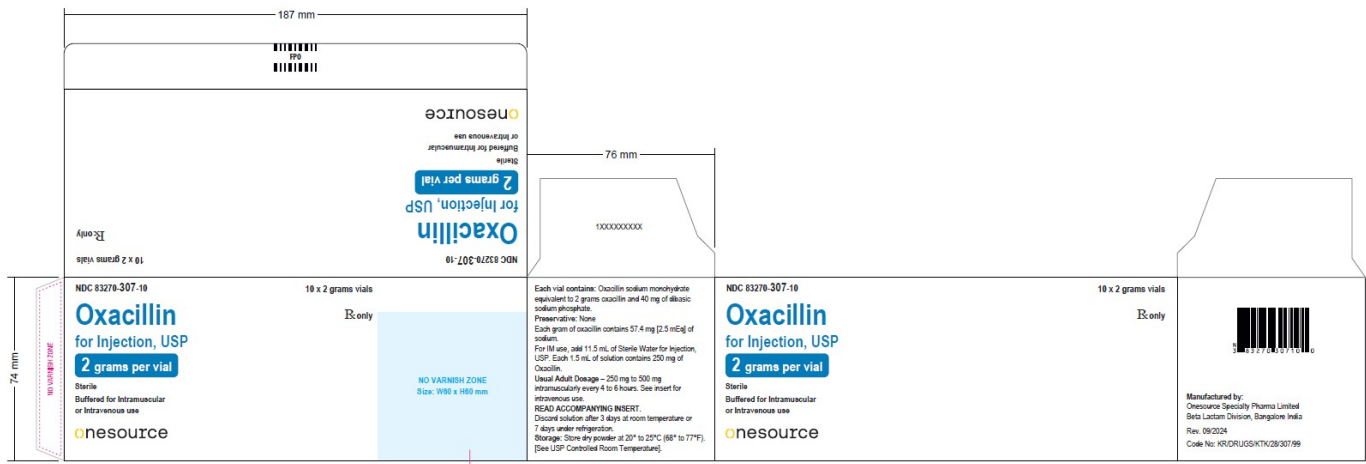 187 mm
FPO
onesource
or Intravenous use
Buffered for Intramuscular
Sterile
2 grams per vial
for Injection, USP
Oxacillin
Rx only
NDC 83270-307-10
10 x 2 grams vials
76 mm
1XXXXXXXXX
74 mm
NO VARNISH ZONE
NDC 83270-307-10 10 x 2 grams vials
Oxacillin
Rx only
for Injection, USP
2 grams per vial
Sterile
Buffered for Intramuscular
or Intravenous use
onesource
NO VARNISH ZONE
Size: W60 x H60 mm
Each vial contains: Oxacillin sodium monohydrate
equivalent to 2 grams oxacillin and 40 mg of dibasic
sodium phosphate.
Preservative: None
Each gram of oxacillin contains 57.4 mg [2.5 mEq] of
sodium.
For IM use, add 11.5 mL of Sterile Water for Injection,
USP. Each 1.5 mL of solution contains 250 mg of
Oxacillin.
Usual Adult Dosage – 250 mg to 500 mg
intramuscularly every 4 to 6 hours. See insert for
intravenous use.
READ ACCOMPANYING INSERT.
Discard solution after 3 days at room temperature or
7 days under refrigeration.
Storage: Store dry powder at 20° to 25°C (68° to 77°F).
[See USP Controlled Room Temperature].
NDC 83270-307-10 10 x 2 grams vials
Oxacillin
Rx only
for Injection, USP
2 grams per vial
Sterile
Buffered for Intramuscular
or Intravenous use
onesource
N
3 83270 30710 0
Manufactured by:
Onesource Specialty Pharma Limited
Beta Lactam Division, Bangalore India
Rev. 09/2024
Code No: KR/DRUGS/KTK/28/307/99